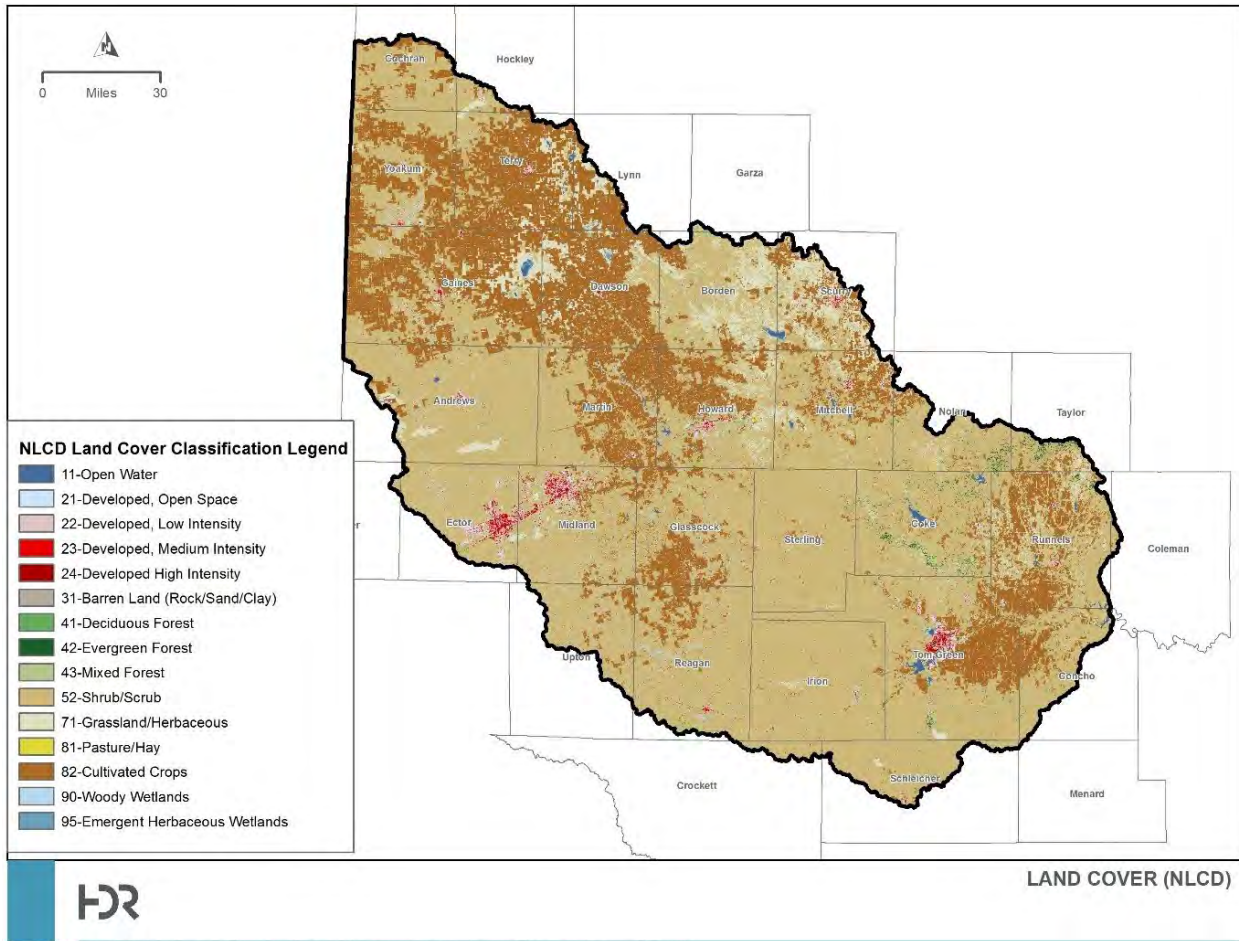 Cochran
Hockley
0 Miles 30
Yoakum
Terry
Lynn
Garza
Gaines
Dawson
Borden
Scurry
Andrews
Martin
Howard
Mitchell
Nolan
Taylor
NLCD Land Cover Classification Legend
11-Open Water
21-Developed, Open Space
22-Developed, Low Intensity
23-Developed, Medium Intensity
24-Developed High Intensity
31-Barren Land (Rock/Sand/Clay)
41-Deciduous Forest
42-Evergreen Forest
43-Mixed Forest
52-Shrub/Scrub
71-Grassland/Herbaceous
81-Pasture/Hay
82-Cultivated Crops
90-Woody Wetlands
95-Emergent Herbaceous Wetlands
Ector
Midland
Glasscock
Sterling
Coke
Runnels
Coleman
Upton
Reagan
Irion
Tom Green
Concho
Crockett
Schleicher
Menard
LAND COVER (NLCD)
HDR